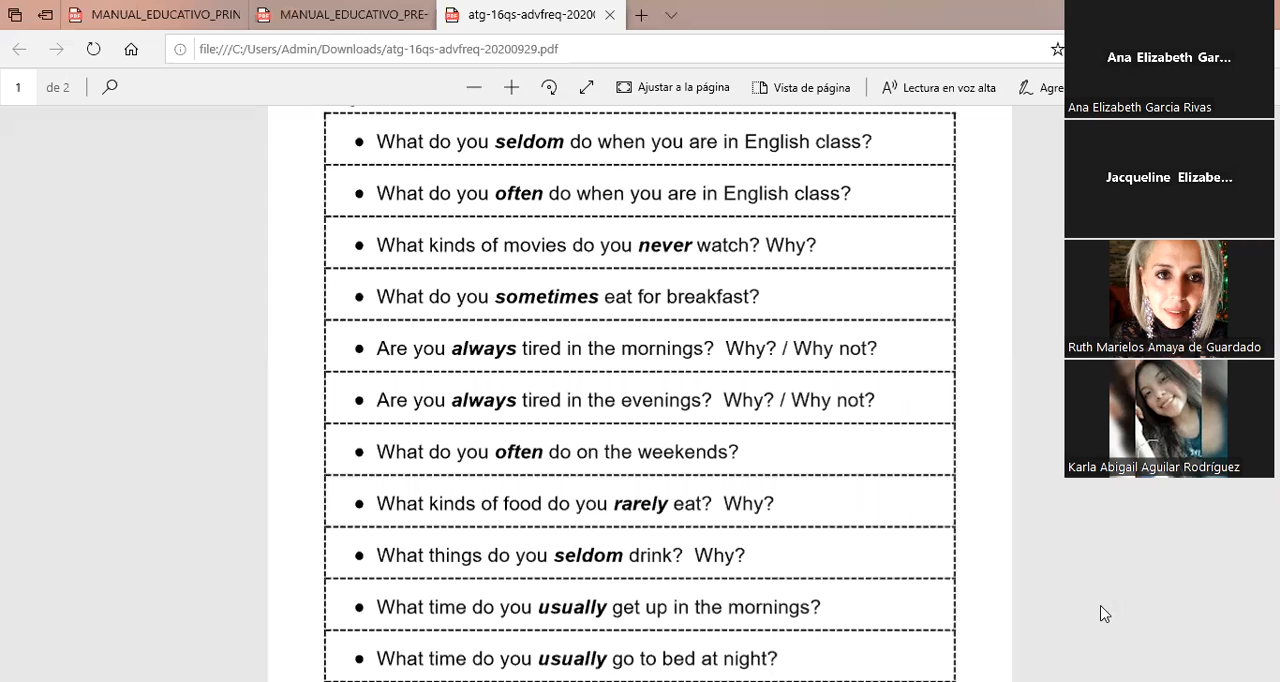 MANUAL_EDUCATIVO_PRIN
MANUAL_EDUCATIVO_PRE-
atg-16qs-advfreq-20200
file:///C:/Users/Admin/Downloads/atg-16qs-advfreq-20200929.pdf
1 de 2
Ajustar a la página
Vista de página
Lectura en voz alta
Agre
• What do you seldom do when you are in English class?
• What do you often do when you are in English class?
• What kinds of movies do you never watch? Why?
• What do you sometimes eat for breakfast?
• Are you always tired in the mornings? Why? / Why not?
• Are you always tired in the evenings? Why? / Why not?
• What do you often do on the weekends?
• What kinds of food do you rarely eat? Why?
• What things do you seldom drink? Why?
• What time do you usually get up in the mornings?
• What time do you usually go to bed at night?
Ana Elizabeth Gar...
Ana Elizabeth Garcia Rivas
Jacqueline Elizabe...
Ruth Marielos Amaya de Guardado
Karla Abigail Aguilar Rodríguez